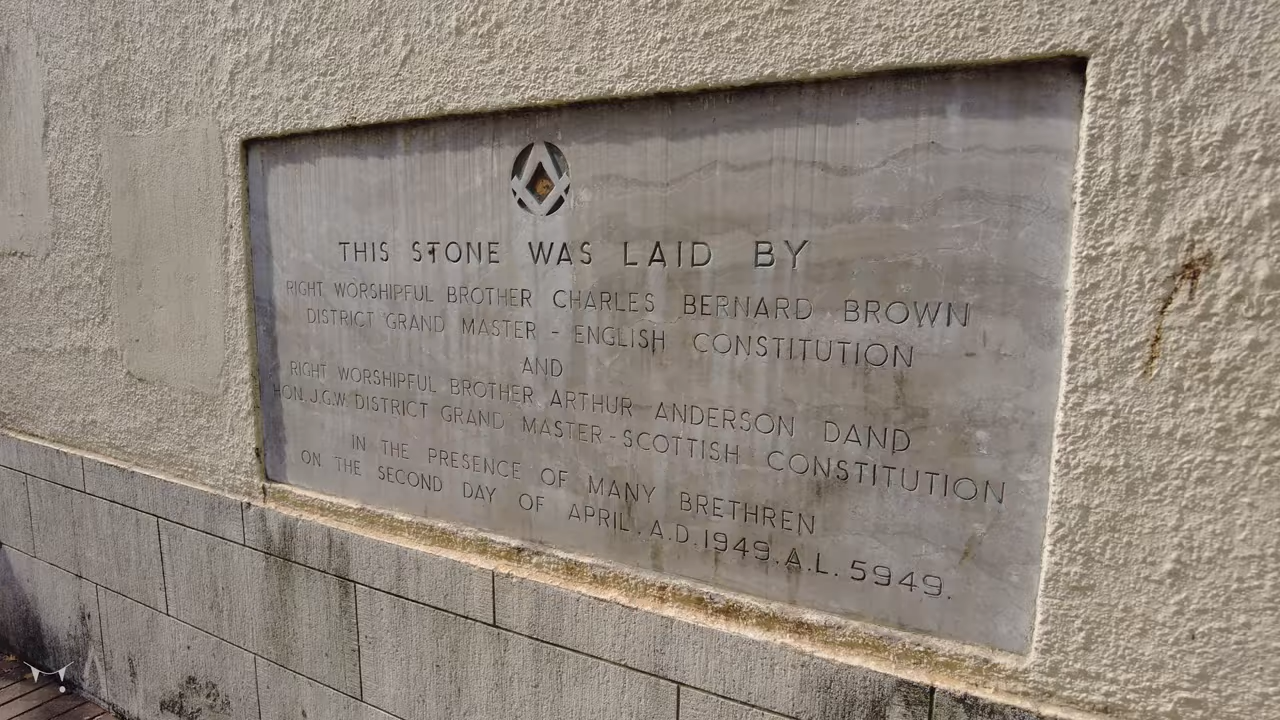 THIS STONE WAS LAID BY
RIGHT WORSHIPFUL BROTHER CHARLES BERNARD BROWN
DISTRICT GRAND MASTER - ENGLISH CONSTITUTION
AND
RIGHT WORSHIPFUL BROTHER ARTHUR ANDERSON DAND
HON. J.G.W. DISTRICT GRAND MASTER - SCOTTISH CONSTITUTION
IN THE PRESENCE OF MANY BRETHREN
ON THE SECOND DAY OF APRIL. A.D. 1949. A.L. 5949.